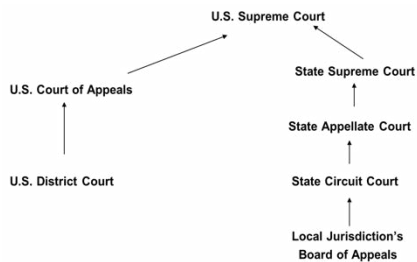 U.S. Supreme Court
State Supreme Court
U.S. Court of Appeals
State Appellate Court
U.S. District Court
State Circuit Court
Local Jurisdiction's
Board of Appeals